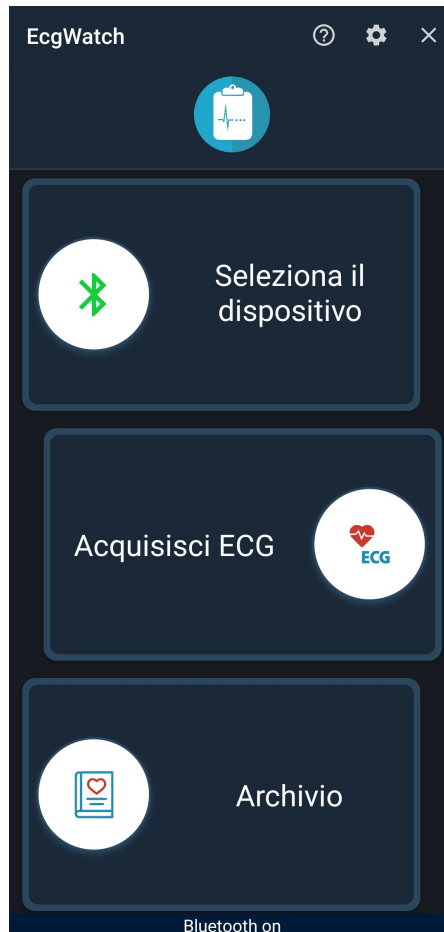 EcgWatch
Seleziona il
dispositivo
Acquisisci ECG
ECG
Archivio
Bluetooth on